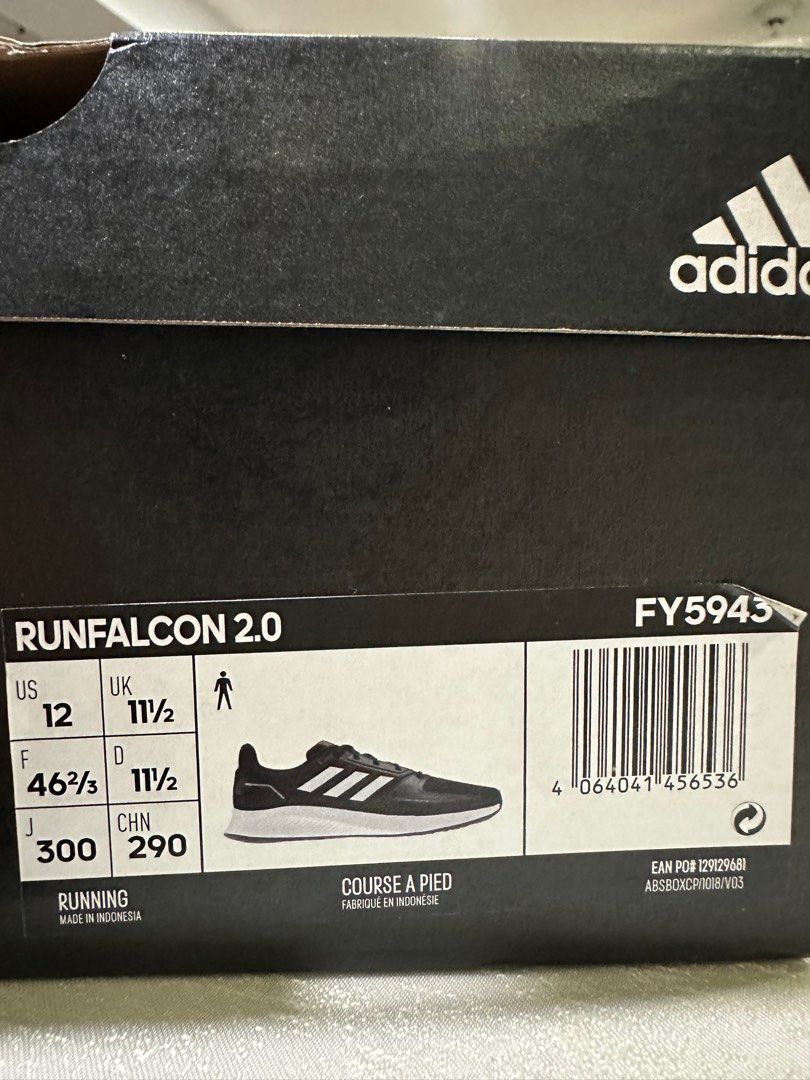 adidas
RUNFALCON 2.0
FY5943
US 12
UK 11½
F 46⅔
D 11½
J 300
CHN 290
4 064041 456536
RUNNING
MADE IN INDONESIA
COURSE A PIED
FABRIQUÉ EN INDONÉSIE
EAN PO# 129129681
ABSBOXCP/1018/V03